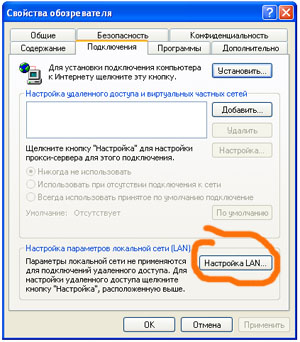 Свойства обозревателя
Общие
Безопасность
Конфиденциальность
Содержание
Подключения
Программы
Дополнительно
Для установки подключения компьютера
к Интернету щелкните эту кнопку.
Установить...
Настройка удаленного доступа и виртуальных частных сетей
Добавить...
Удалить
Щелкните кнопку "Настройка" для настройки
прокси-сервера для этого подключения.
Настройка...
Никогда не использовать
Использовать при отсутствии подключения к сети
Всегда использовать принятое по умолчанию подключение
Умолчание: Отсутствует
По умолчанию
Настройка параметров локальной сети (LAN)
Параметры локальной сети не применяются
для подключений удаленного доступа. Для
настройки удаленного доступа щелкните
кнопку "Настройка", расположенную выше.
Настройка LAN...
OK
Отмена
Применить